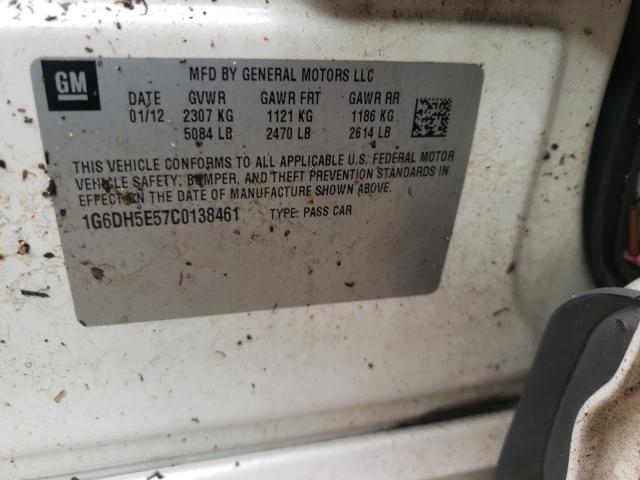 GM
MFD BY GENERAL MOTORS LLC
DATE GVWR GAWR FRT GAWR RR
01/12 2307 KG 1121 KG 1186 KG
5084 LB 2470 LB 2614 LB
THIS VEHICLE CONFORMS TO ALL APPLICABLE U.S. FEDERAL MOTOR
VEHICLE SAFETY, BUMPER, AND THEFT PREVENTION STANDARDS IN
EFFECT ON THE DATE OF MANUFACTURE SHOWN ABOVE.
1G6DH5E57C0138461 TYPE: PASS CAR